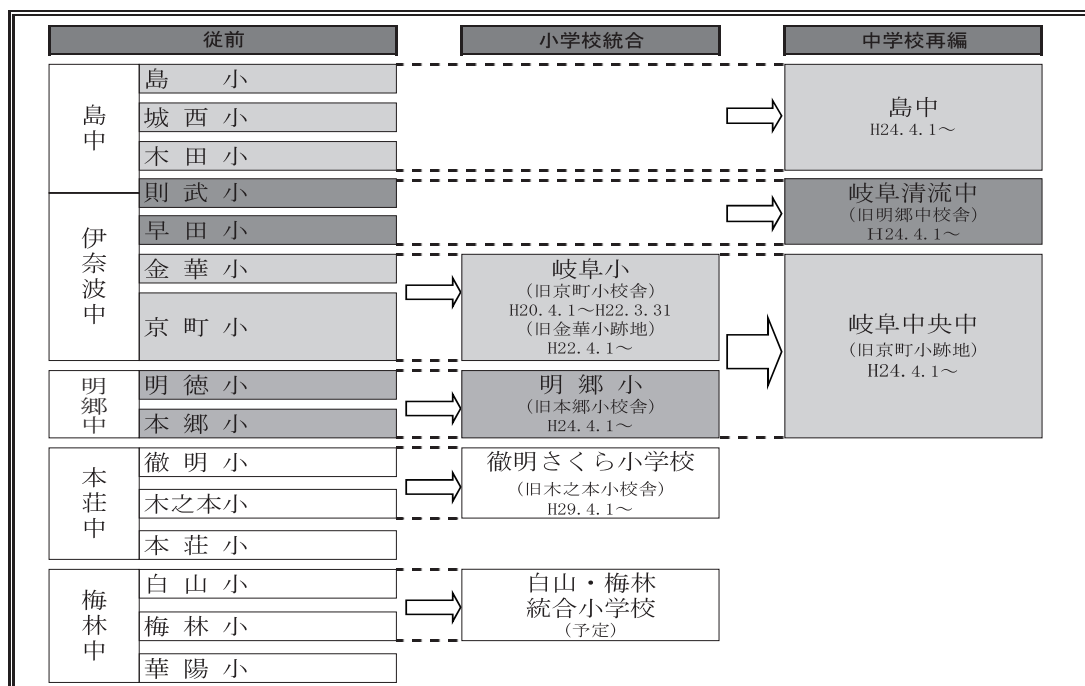 従前 小学校統合 中学校再編
島中
島 小
城 西 小
木 田 小
島中
H24.4.1～
伊奈波中
則 武 小
早 田 小
岐阜清流中
(旧明郷中校舎)
H24.4.1～
金 華 小
京 町 小
岐阜小
(旧京町小校舎)
H20.4.1～H22.3.31
(旧金華小跡地)
H22.4.1～
岐阜中央中
(旧京町小跡地)
H24.4.1～
明郷中
明 徳 小
本 郷 小
明 郷 小
(旧本郷小校舎)
H24.4.1～
本荘中
徹 明 小
木之本小
本 荘 小
徹明さくら小学校
(旧木之本小校舎)
H29.4.1～
梅林中
白 山 小
梅 林 小
華 陽 小
白山・梅林
統合小学校
(予定)